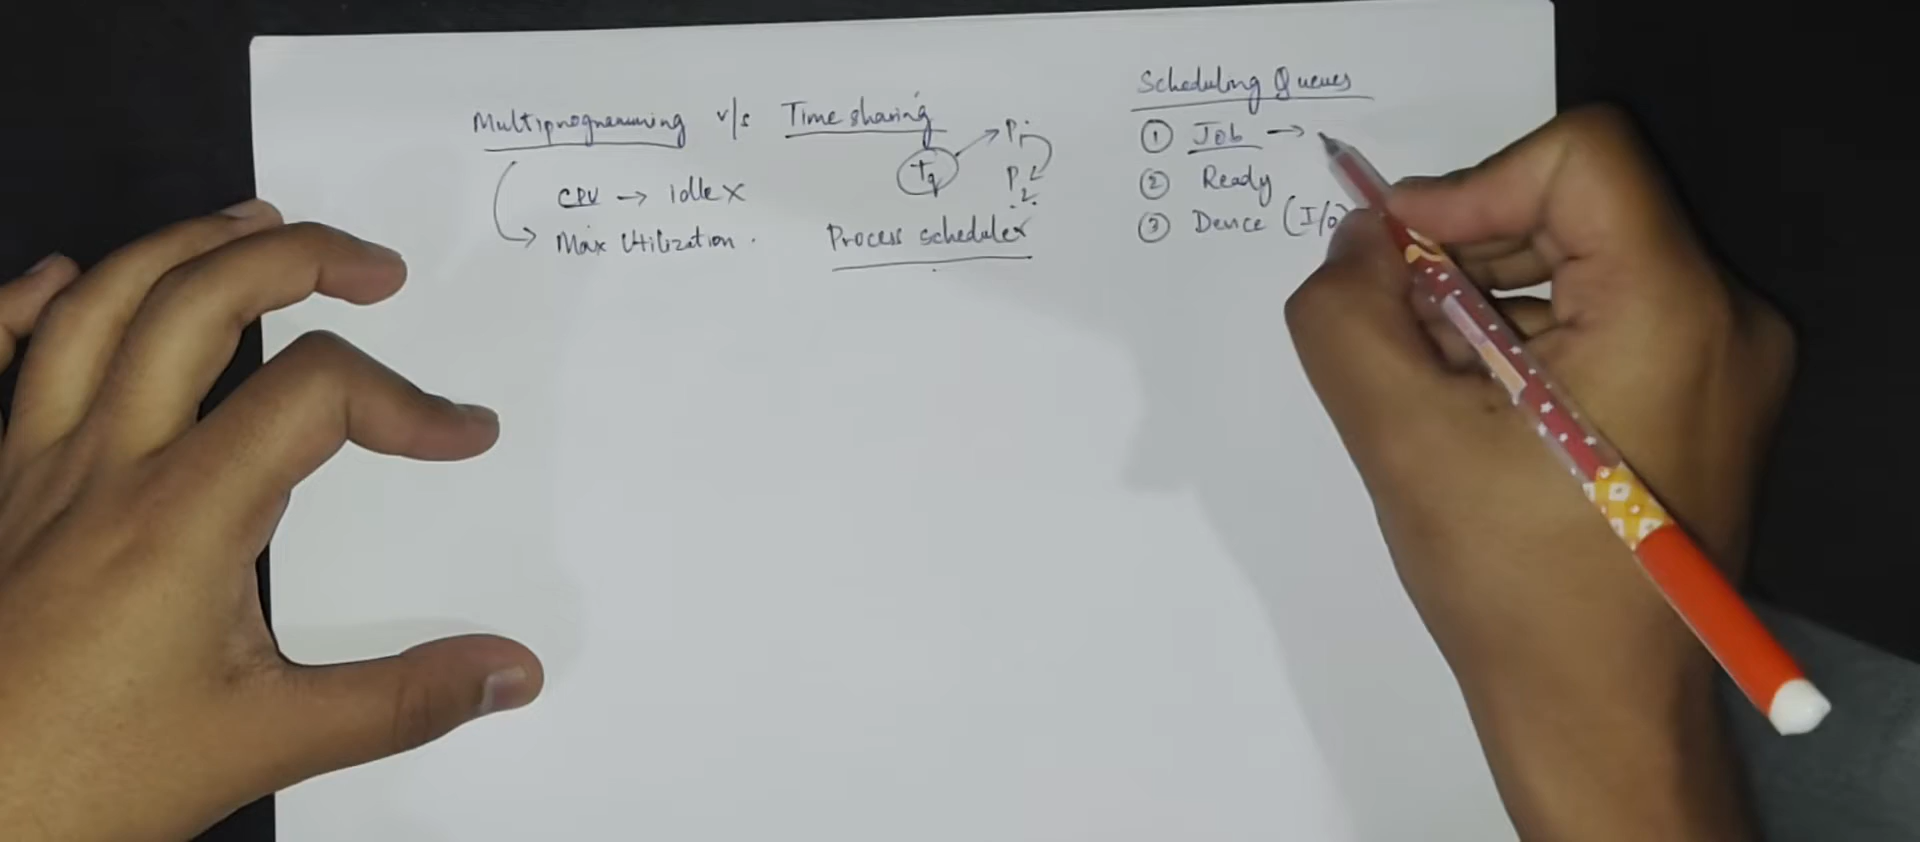 Multiprogramming v/s Time sharing
CPU → idle X
Max Utilization.
Tq → P1
P2
Process scheduler
Scheduling Queues
① Job →
② Ready
③ Device (I/O)